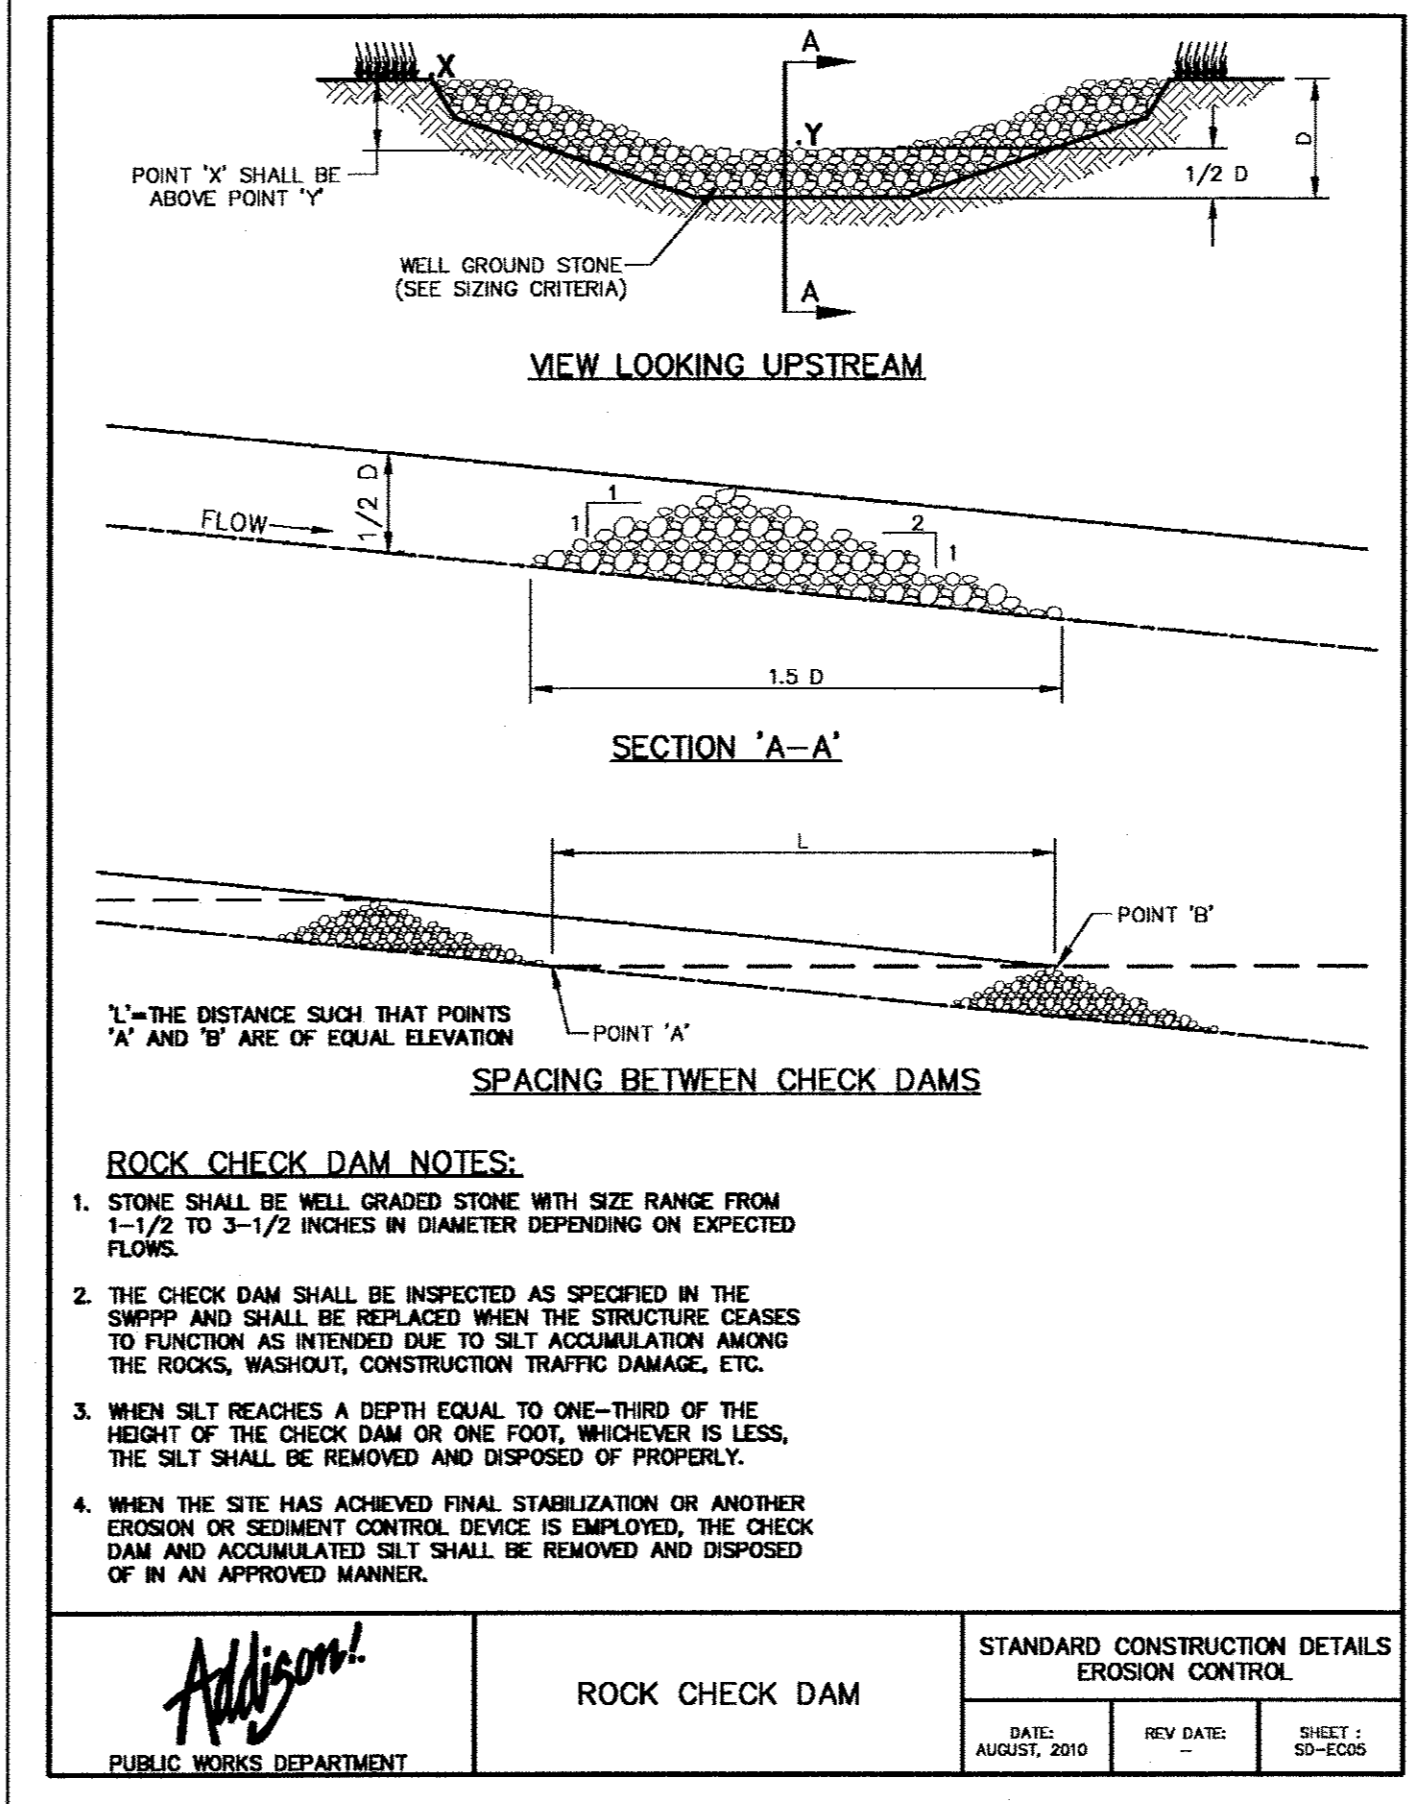 A
.X
.Y
D
1/2 D
POINT 'X' SHALL BE
ABOVE POINT 'Y'
WELL GROUND STONE
(SEE SIZING CRITERIA)
A
VIEW LOOKING UPSTREAM
1/2 D
FLOW
1
1
2
1
1.5 D
SECTION 'A-A'
L
POINT 'B'
'L'=THE DISTANCE SUCH THAT POINTS
'A' AND 'B' ARE OF EQUAL ELEVATION
POINT 'A'
SPACING BETWEEN CHECK DAMS
ROCK CHECK DAM NOTES:
1. STONE SHALL BE WELL GRADED STONE WITH SIZE RANGE FROM
1-1/2 TO 3-1/2 INCHES IN DIAMETER DEPENDING ON EXPECTED
FLOWS.
2. THE CHECK DAM SHALL BE INSPECTED AS SPECIFIED IN THE
SWPPP AND SHALL BE REPLACED WHEN THE STRUCTURE CEASES
TO FUNCTION AS INTENDED DUE TO SILT ACCUMULATION AMONG
THE ROCKS, WASHOUT, CONSTRUCTION TRAFFIC DAMAGE, ETC.
3. WHEN SILT REACHES A DEPTH EQUAL TO ONE-THIRD OF THE
HEIGHT OF THE CHECK DAM OR ONE FOOT, WHICHEVER IS LESS,
THE SILT SHALL BE REMOVED AND DISPOSED OF PROPERLY.
4. WHEN THE SITE HAS ACHIEVED FINAL STABILIZATION OR ANOTHER
EROSION OR SEDIMENT CONTROL DEVICE IS EMPLOYED, THE CHECK
DAM AND ACCUMULATED SILT SHALL BE REMOVED AND DISPOSED
OF IN AN APPROVED MANNER.
Addison!
PUBLIC WORKS DEPARTMENT
ROCK CHECK DAM
STANDARD CONSTRUCTION DETAILS
EROSION CONTROL
DATE:
AUGUST, 2010
REV DATE:
-
SHEET :
SD-EC05